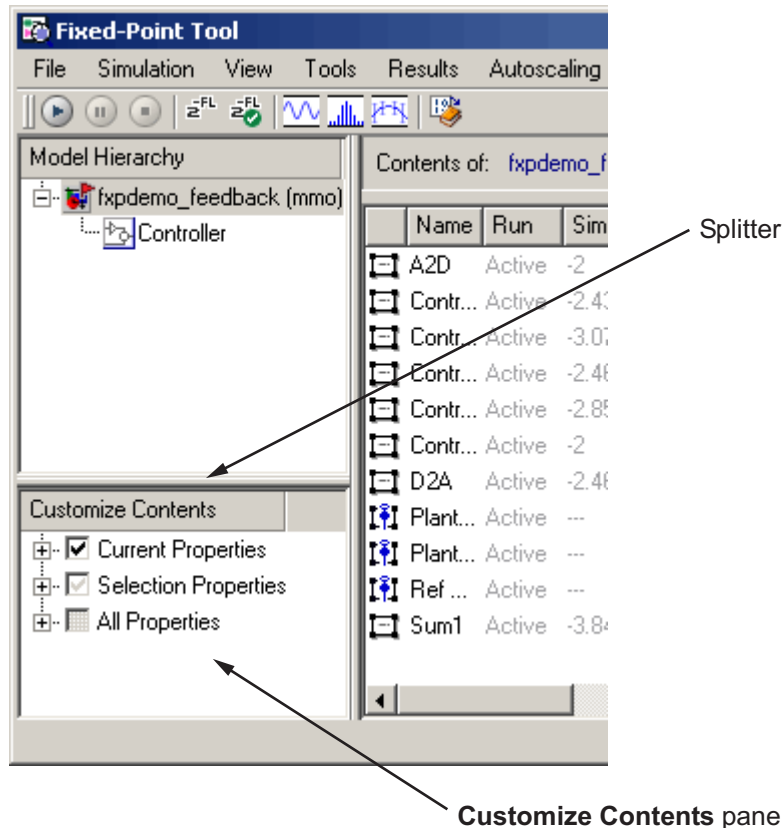 Fixed-Point Tool
File Simulation View Tools Results Autoscaling
Model Hierarchy
fxpdemo_feedback (mmo)
Controller
Contents of: fxpdemo_f
Name Run Sim
A2D Active -2
Contr... Active -2.43
Contr... Active -3.07
Contr... Active -2.46
Contr... Active -2.85
Contr... Active -2
D2A Active -2.46
Plant... Active ---
Plant... Active ---
Ref ... Active ---
Sum1 Active -3.84
Splitter
Customize Contents
Current Properties
Selection Properties
All Properties
Customize Contents pane